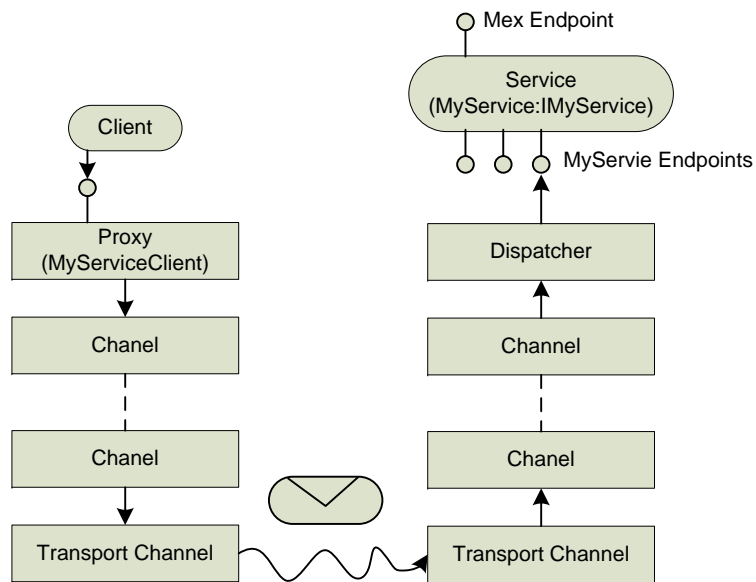 Mex Endpoint
Service
(MyService:IMyService)
Client
MyServie Endpoints
Proxy
(MyServiceClient)
Dispatcher
Chanel
Channel
Chanel
Chanel
Transport Channel
Transport Channel